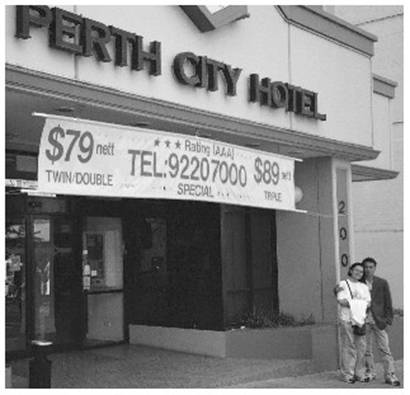 PERTH CITY HOTEL
$79 nett
TWIN/DOUBLE
★★★ Rating [AAA]
TEL:92207000
SPECIAL
$89 nett
TRIPLE
200